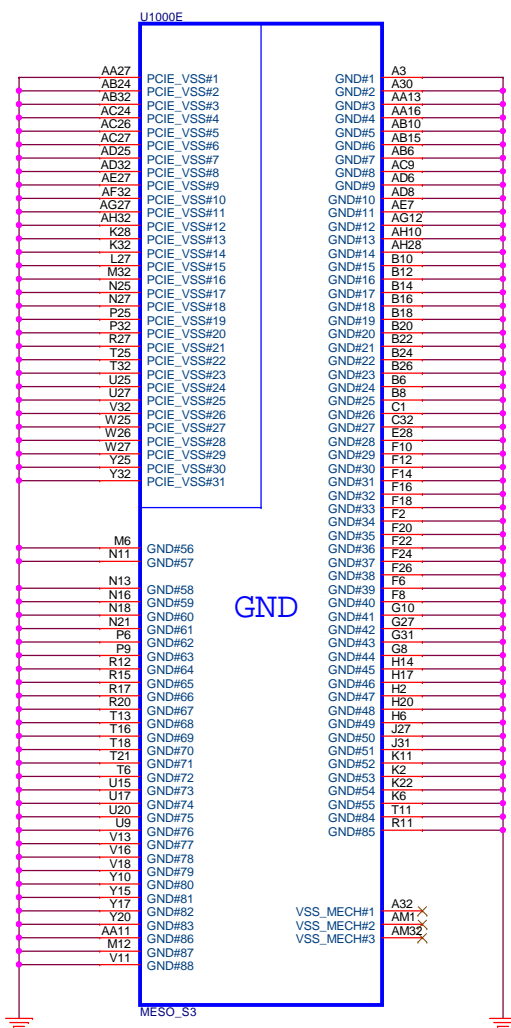 U1000E
AA27 PCIE_VSS#1
AB24 PCIE_VSS#2
AB32 PCIE_VSS#3
AC24 PCIE_VSS#4
AC26 PCIE_VSS#5
AC27 PCIE_VSS#6
AD25 PCIE_VSS#7
AD32 PCIE_VSS#8
AE27 PCIE_VSS#9
AF32 PCIE_VSS#10
AG27 PCIE_VSS#11
AH32 PCIE_VSS#12
K28 PCIE_VSS#13
K32 PCIE_VSS#14
L27 PCIE_VSS#15
M32 PCIE_VSS#16
N25 PCIE_VSS#17
N27 PCIE_VSS#18
P25 PCIE_VSS#19
P32 PCIE_VSS#20
R27 PCIE_VSS#21
T25 PCIE_VSS#22
T32 PCIE_VSS#23
U25 PCIE_VSS#24
U27 PCIE_VSS#25
V32 PCIE_VSS#26
W25 PCIE_VSS#27
W26 PCIE_VSS#28
W27 PCIE_VSS#29
Y25 PCIE_VSS#30
Y32 PCIE_VSS#31
M6 GND#56
N11 GND#57
N13 GND#58
N16 GND#59
N18 GND#60
N21 GND#61
P6 GND#62
P9 GND#63
R12 GND#64
R15 GND#65
R17 GND#66
R20 GND#67
T13 GND#68
T16 GND#69
T18 GND#70
T21 GND#71
T6 GND#72
U15 GND#73
U17 GND#74
U20 GND#75
U9 GND#76
V13 GND#77
V16 GND#78
V18 GND#79
Y10 GND#80
Y15 GND#81
Y17 GND#82
Y20 GND#83
AA11 GND#86
M12 GND#87
V11 GND#88
GND
GND#1 A3
GND#2 A30
GND#3 AA13
GND#4 AA16
GND#5 AB10
GND#6 AB15
GND#7 AB6
GND#8 AC9
GND#9 AD6
GND#10 AD8
GND#11 AE7
GND#12 AG12
GND#13 AH10
GND#14 AH28
GND#15 B10
GND#16 B12
GND#17 B14
GND#18 B16
GND#19 B18
GND#20 B20
GND#21 B22
GND#22 B24
GND#23 B26
GND#24 B6
GND#25 B8
GND#26 C1
GND#27 C32
GND#28 E28
GND#29 F10
GND#30 F12
GND#31 F14
GND#32 F16
GND#33 F18
GND#34 F2
GND#35 F20
GND#36 F22
GND#37 F24
GND#38 F26
GND#39 F6
GND#40 F8
GND#41 G10
GND#42 G27
GND#43 G31
GND#44 G8
GND#45 H14
GND#46 H17
GND#47 H2
GND#48 H20
GND#49 H6
GND#50 J27
GND#51 J31
GND#52 K11
GND#53 K2
GND#54 K22
GND#55 K6
GND#84 T11
GND#85 R11
VSS_MECH#1 A32
VSS_MECH#2 AM1
VSS_MECH#3 AM32
MESO_S3